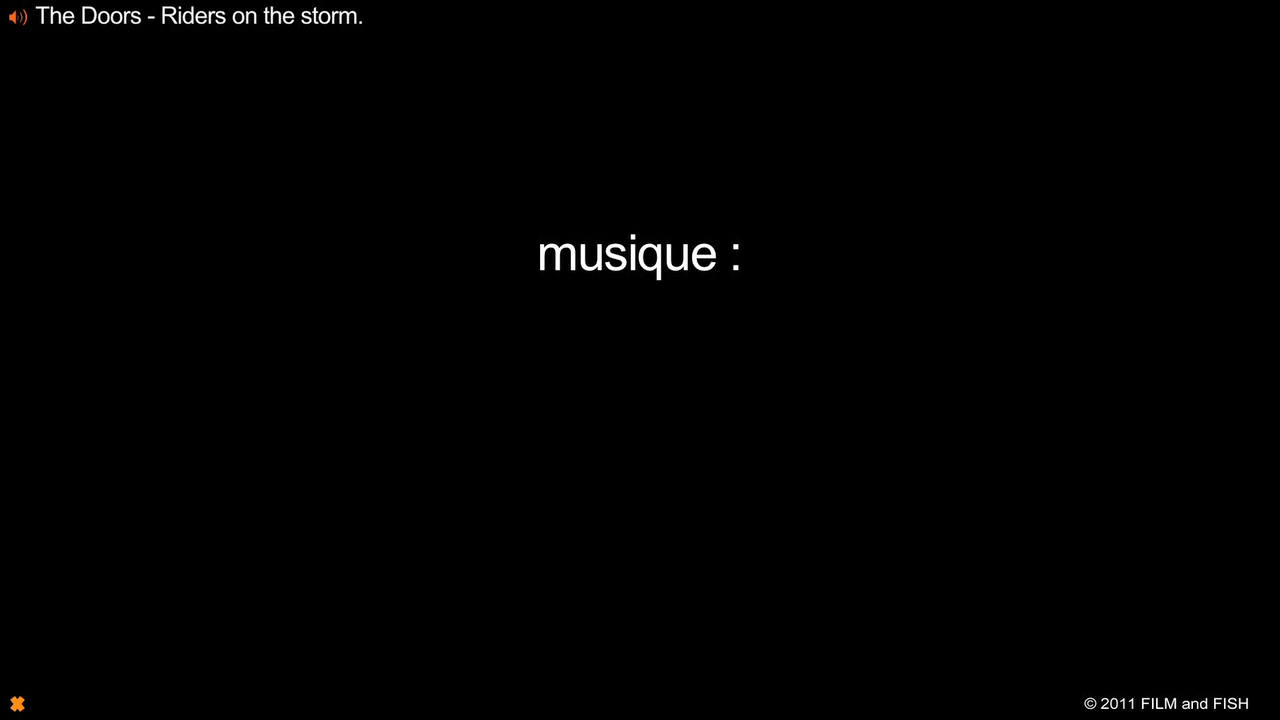 The Doors - Riders on the storm.
musique :
© 2011 FILM and FISH